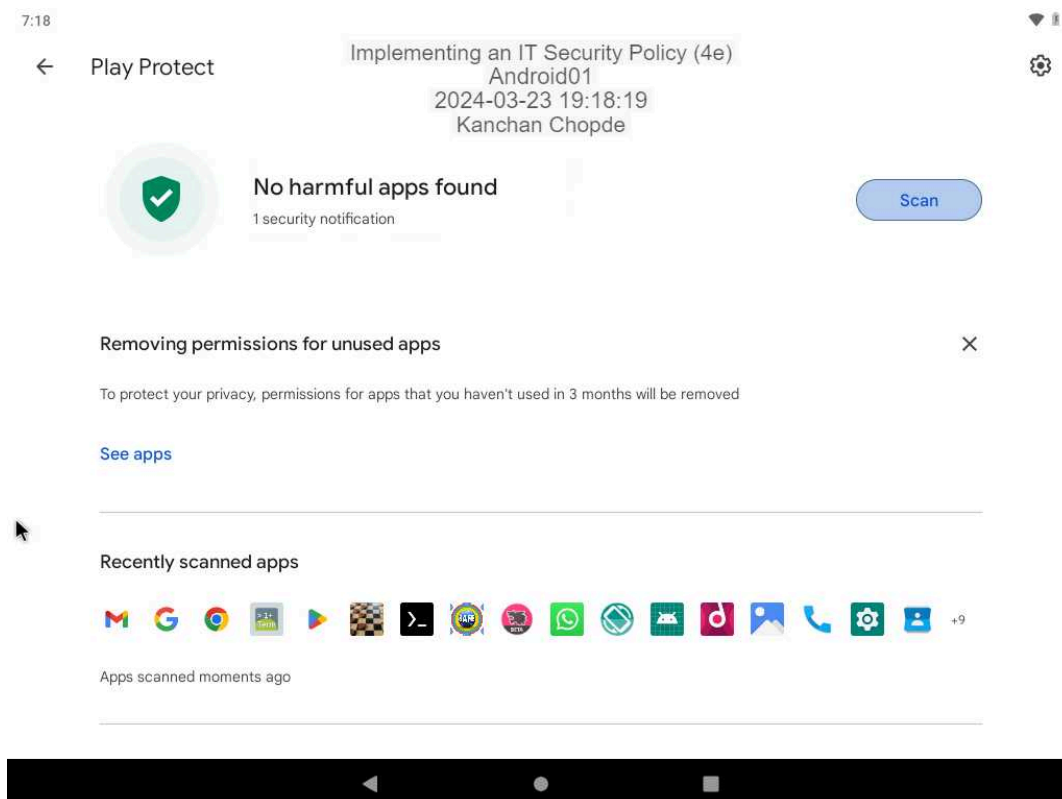 7:18
Play Protect
Implementing an IT Security Policy (4e)
Android01
2024-03-23 19:18:19
Kanchan Chopde
No harmful apps found
1 security notification
Scan
Removing permissions for unused apps
To protect your privacy, permissions for apps that you haven't used in 3 months will be removed
See apps
Recently scanned apps
SAFE
BETA
+9
Apps scanned moments ago